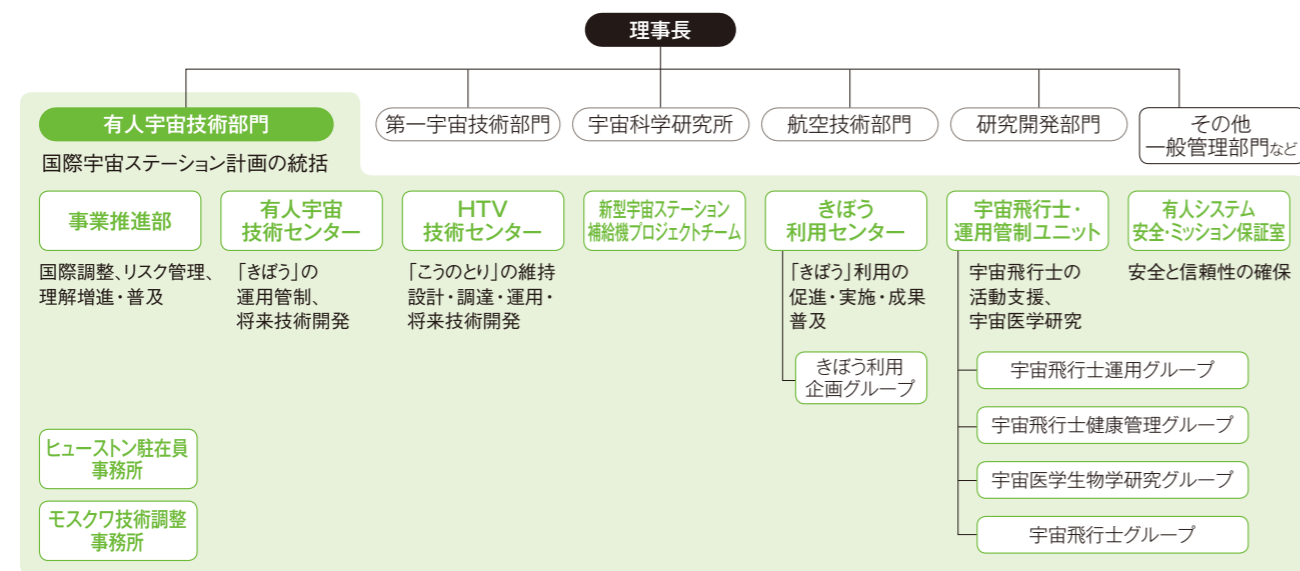 理事長
有人宇宙技術部門
国際宇宙ステーション計画の統括
第一宇宙技術部門
宇宙科学研究所
航空技術部門
研究開発部門
その他
一般管理部門など
事業推進部
国際調整、リスク管理、
理解増進・普及
有人宇宙
技術センター
「きぼう」の
運用管制、
将来技術開発
HTV
技術センター
「こうのとり」の維持
設計・調達・運用・
将来技術開発
新型宇宙ステーション
補給機プロジェクトチーム
きぼう
利用センター
「きぼう」利用の
促進・実施・成果
普及
きぼう利用
企画グループ
宇宙飛行士・
運用管制ユニット
宇宙飛行士の
活動支援、
宇宙医学研究
宇宙飛行士運用グループ
宇宙飛行士健康管理グループ
宇宙医学生物学研究グループ
宇宙飛行士グループ
有人システム
安全・ミッション保証室
安全と信頼性の確保
ヒューストン駐在員
事務所
モスクワ技術調整
事務所